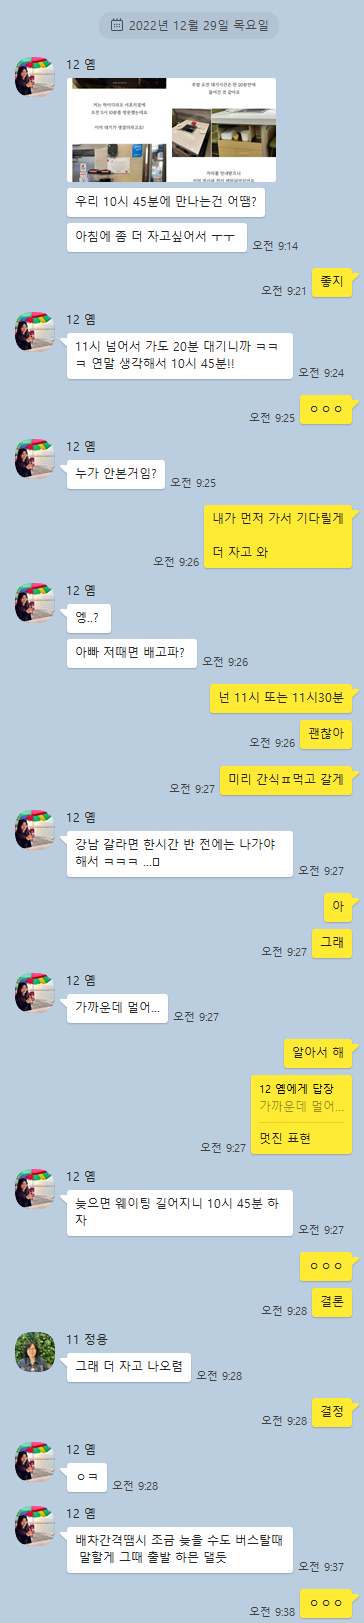 2022년 12월 29일 목요일
12 옘
우리 10시 45분에 만나는건 어땜?
아침에 좀 더 자고싶어서 ㅜㅜ
오전 9:14
좋지
오전 9:21
12 옘
11시 넘어서 가도 20분 대기니까 ㅋㅋ
ㅋ 연말 생각해서 10시 45분!!
오전 9:24
ㅇㅇㅇ
오전 9:25
12 옘
누가 안본거임?
오전 9:25
내가 먼저 가서 기다릴게
더 자고 와
오전 9:26
12 옘
엥..?
아빠 저때면 배고파?
오전 9:26
넌 11시 또는 11시30분
괜찮아
오전 9:26
미리 간식ㅍ먹고 갈게
오전 9:27
12 옘
강남 갈라면 한시간 반 전에는 나가야
해서 ㅋㅋㅋ ...
오전 9:27
아
그래
오전 9:27
12 옘
가까운데 멀어...
오전 9:27
알아서 해
12 옘에게 답장
가까운데 멀어...
멋진 표현
오전 9:27
12 옘
늦으면 웨이팅 길어지니 10시 45분 하
자
오전 9:27
ㅇㅇㅇ
결론
오전 9:28
11 정용
그래 더 자고 나오렴
오전 9:28
결정
오전 9:28
12 옘
ㅇㅋ
오전 9:28
12 옘
배차간격땜시 조금 늦을 수도 버스탈때
말할게 그때 출발 하믄 댈듯
오전 9:37
ㅇㅇㅇ
오전 9:38